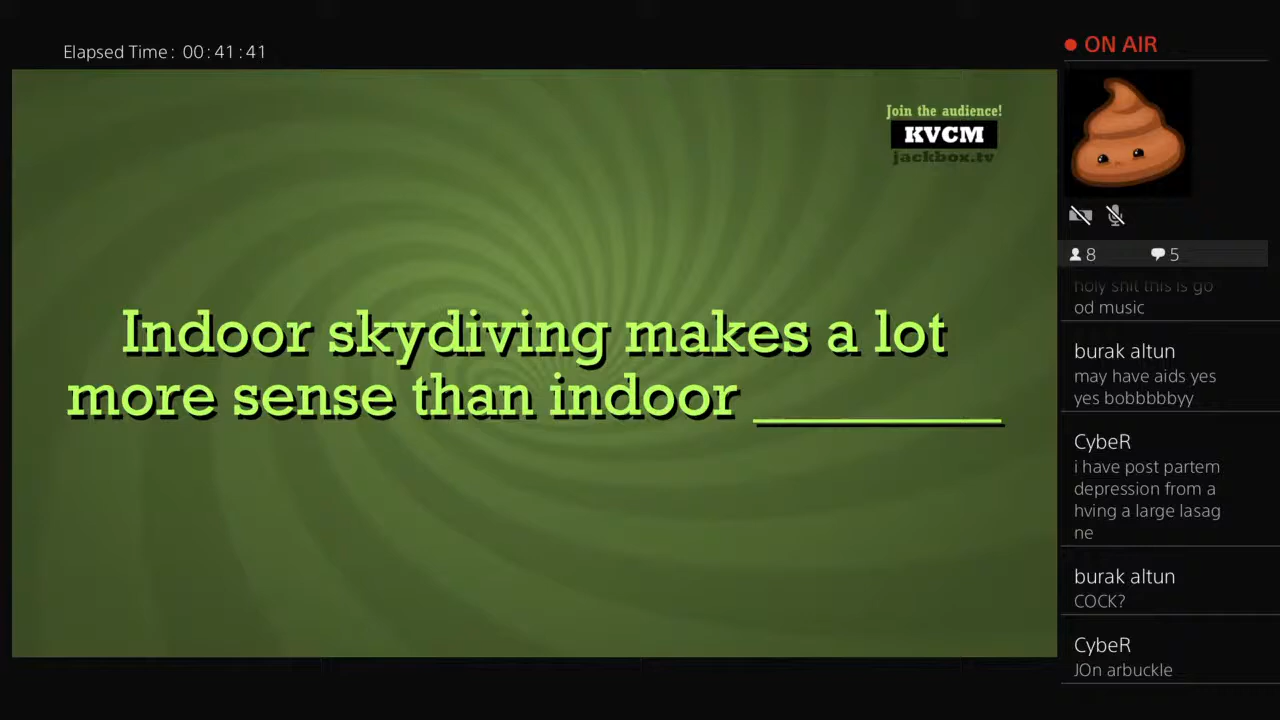 Elapsed Time: 00:41:41
ON AIR
Join the audience!
KVCM
jackbox.tv
Indoor skydiving makes a lot
more sense than indoor ________
8
5
holy shit this is go
od music
burak altun
may have aids yes
yes bobbbbbyy
CybeR
i have post partem
depression from a
hving a large lasag
ne
burak altun
COCK?
CybeR
JOn arbuckle